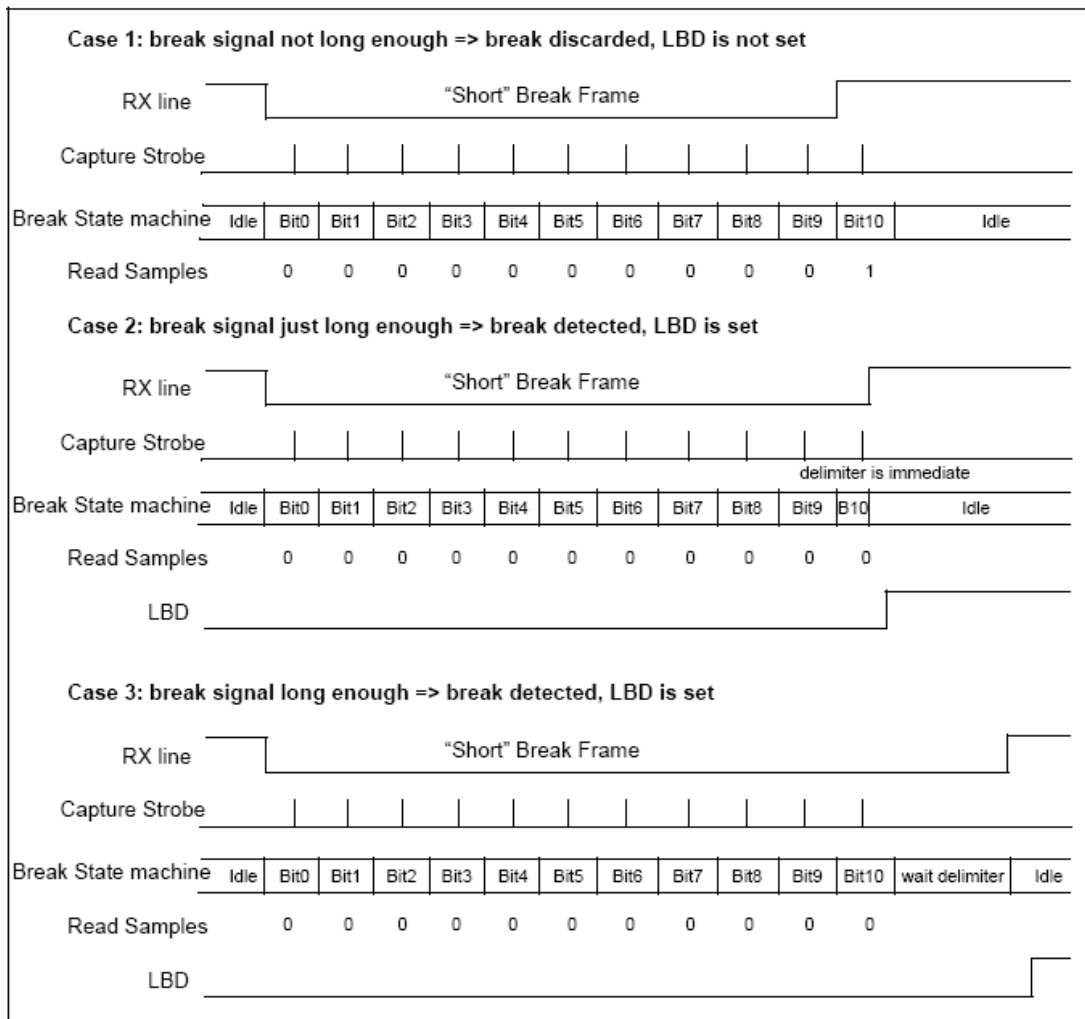 Case 1: break signal not long enough => break discarded, LBD is not set
RX line
“Short” Break Frame
Capture Strobe
Break State machine Idle Bit0 Bit1 Bit2 Bit3 Bit4 Bit5 Bit6 Bit7 Bit8 Bit9 Bit10 Idle
Read Samples 0 0 0 0 0 0 0 0 0 0 1
Case 2: break signal just long enough => break detected, LBD is set
RX line
“Short” Break Frame
Capture Strobe
delimiter is immediate
Break State machine Idle Bit0 Bit1 Bit2 Bit3 Bit4 Bit5 Bit6 Bit7 Bit8 Bit9 B10 Idle
Read Samples 0 0 0 0 0 0 0 0 0 0 0
LBD
Case 3: break signal long enough => break detected, LBD is set
RX line
“Short” Break Frame
Capture Strobe
Break State machine Idle Bit0 Bit1 Bit2 Bit3 Bit4 Bit5 Bit6 Bit7 Bit8 Bit9 Bit10 wait delimiter Idle
Read Samples 0 0 0 0 0 0 0 0 0 0 0
LBD